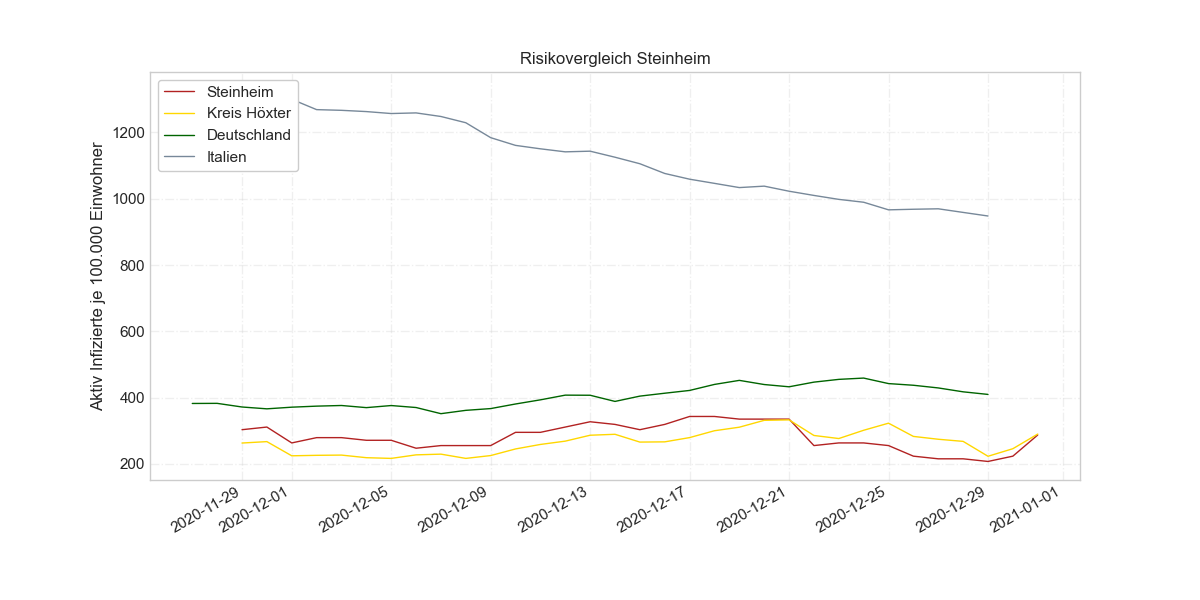 Risikovergleich Steinheim
Steinheim
Kreis Höxter
Deutschland
Italien
Aktiv Infizierte je 100.000 Einwohner
1200
1000
800
600
400
200
2020-11-29
2020-12-01
2020-12-05
2020-12-09
2020-12-13
2020-12-17
2020-12-21
2020-12-25
2020-12-29
2021-01-01